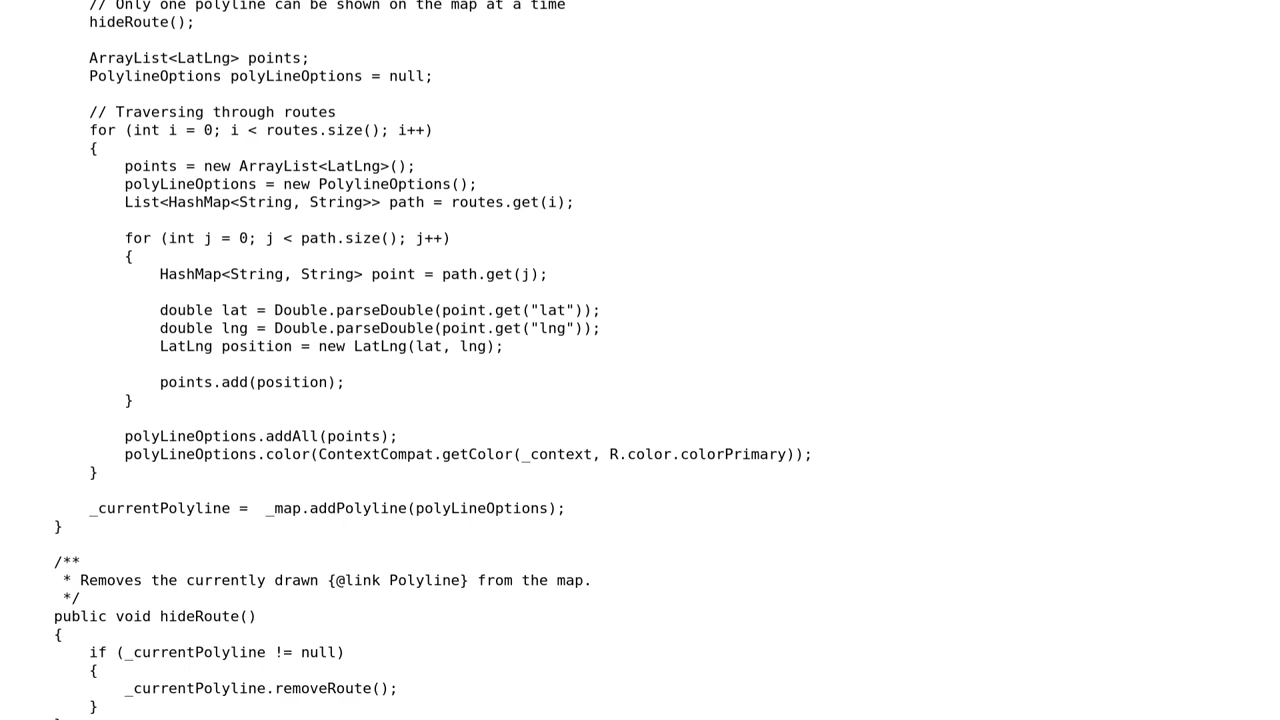 // Only one polyline can be shown on the map at a time
hideRoute();
ArrayList<LatLng> points;
PolylineOptions polyLineOptions = null;
// Traversing through routes
for (int i = 0; i < routes.size(); i++)
{
points = new ArrayList<LatLng>();
polyLineOptions = new PolylineOptions();
List<HashMap<String, String>> path = routes.get(i);
for (int j = 0; j < path.size(); j++)
{
HashMap<String, String> point = path.get(j);
double lat = Double.parseDouble(point.get("lat"));
double lng = Double.parseDouble(point.get("lng"));
LatLng position = new LatLng(lat, lng);
points.add(position);
}
polyLineOptions.addAll(points);
polyLineOptions.color(ContextCompat.getColor(_context, R.color.colorPrimary));
}
_currentPolyline =  _map.addPolyline(polyLineOptions);
}
/**
* Removes the currently drawn {@link Polyline} from the map.
*/
public void hideRoute()
{
if (_currentPolyline != null)
{
_currentPolyline.removeRoute();
}